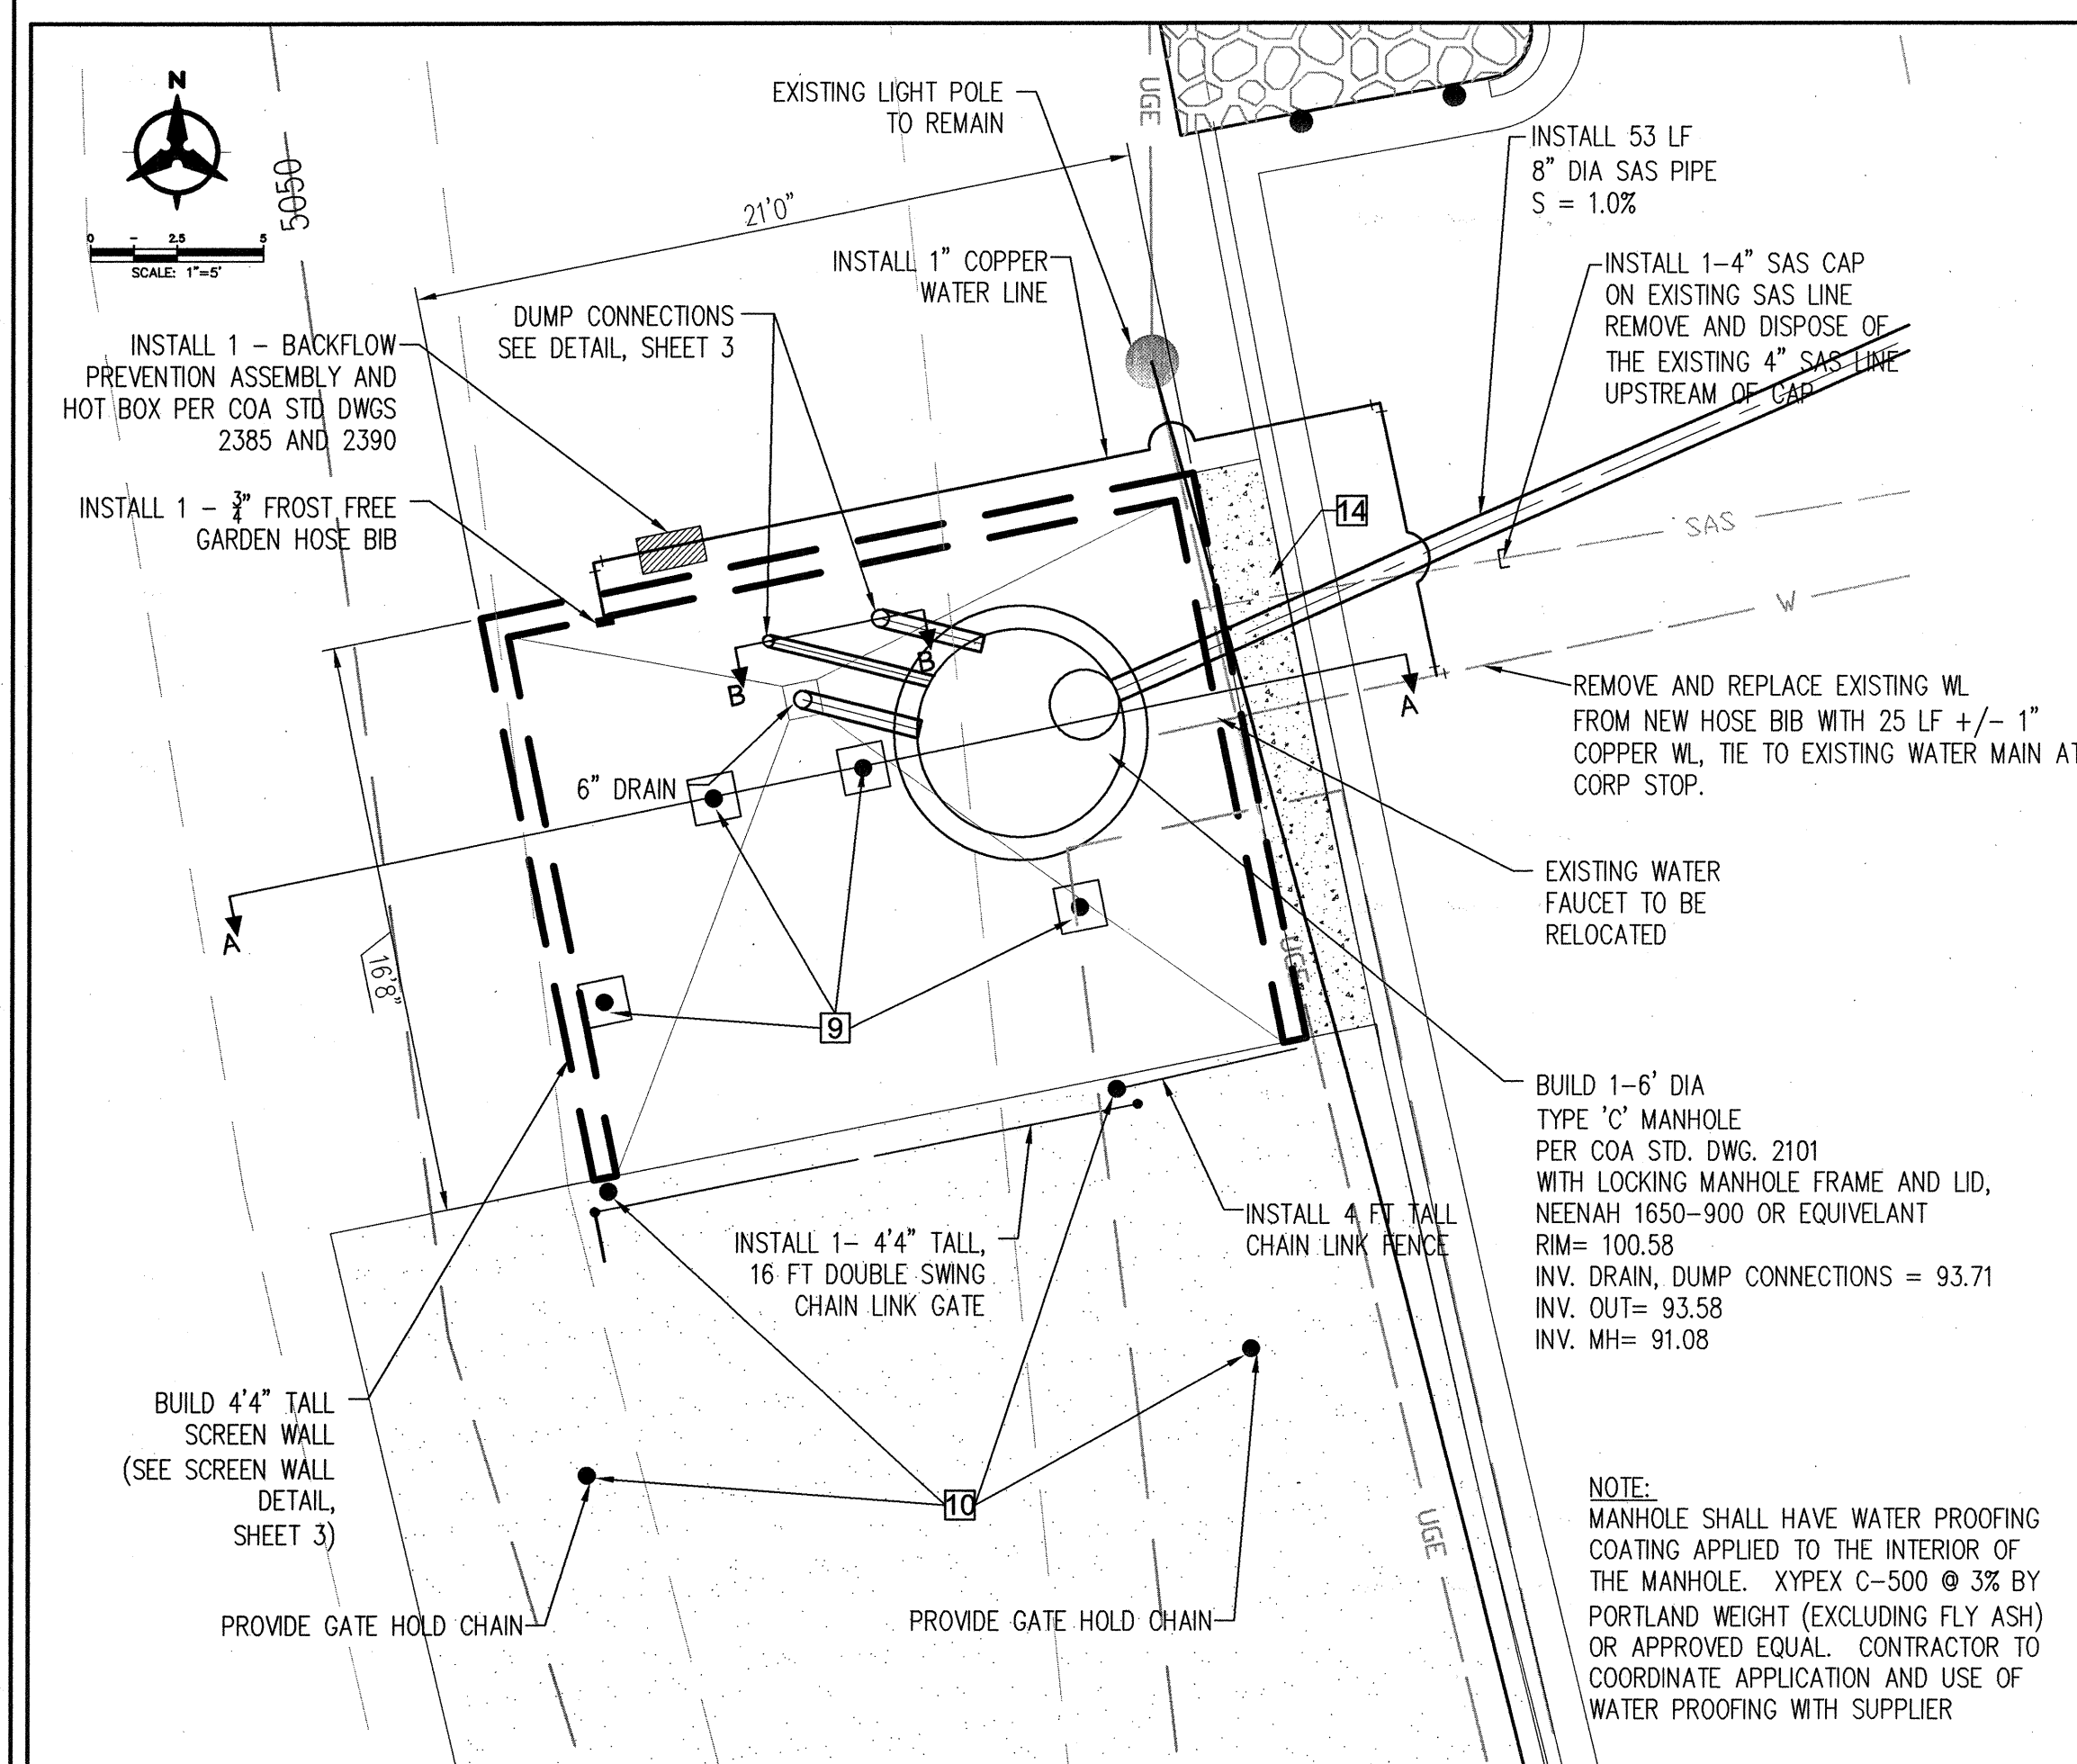 N
0 - 2.5 5
SCALE: 1"=5'
5050
EXISTING LIGHT POLE
TO REMAIN
UGE
21'0"
INSTALL 53 LF
8" DIA SAS PIPE
S = 1.0%
INSTALL 1" COPPER
WATER LINE
INSTALL 1-4" SAS CAP
ON EXISTING SAS LINE
REMOVE AND DISPOSE OF
THE EXISTING 4" SAS LINE
UPSTREAM OF CAP
DUMP CONNECTIONS
SEE DETAIL, SHEET 3
INSTALL 1 - BACKFLOW
PREVENTION ASSEMBLY AND
HOT BOX PER COA STD DWGS
2385 AND 2390
INSTALL 1 - 3/4" FROST FREE
GARDEN HOSE BIB
14
SAS
W
B
B
A
REMOVE AND REPLACE EXISTING WL
FROM NEW HOSE BIB WITH 25 LF +/- 1"
COPPER WL, TIE TO EXISTING WATER MAIN AT
CORP STOP.
6" DRAIN
EXISTING WATER
FAUCET TO BE
RELOCATED
A
16'8"
UGE
9
BUILD 1-6' DIA
TYPE 'C' MANHOLE
PER COA STD. DWG. 2101
WITH LOCKING MANHOLE FRAME AND LID,
NEENAH 1650-900 OR EQUIVELANT
RIM= 100.58
INV. DRAIN, DUMP CONNECTIONS = 93.71
INV. OUT= 93.58
INV. MH= 91.08
INSTALL 4 FT TALL
CHAIN LINK FENCE
INSTALL 1- 4'4" TALL,
16 FT DOUBLE SWING
CHAIN LINK GATE
BUILD 4'4" TALL
SCREEN WALL
(SEE SCREEN WALL
DETAIL,
SHEET 3)
10
UGE
PROVIDE GATE HOLD CHAIN
PROVIDE GATE HOLD CHAIN
NOTE:
MANHOLE SHALL HAVE WATER PROOFING
COATING APPLIED TO THE INTERIOR OF
THE MANHOLE. XYPEX C-500 @ 3% BY
PORTLAND WEIGHT (EXCLUDING FLY ASH)
OR APPROVED EQUAL. CONTRACTOR TO
COORDINATE APPLICATION AND USE OF
WATER PROOFING WITH SUPPLIER